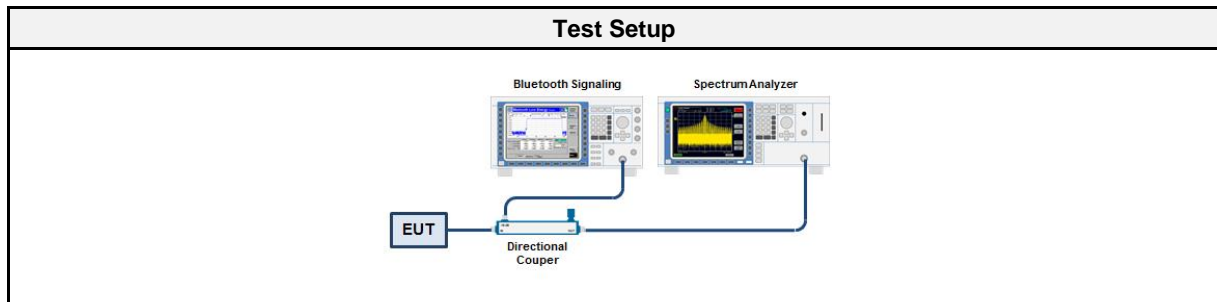 Test Setup
Bluetooth Signaling
Spectrum Analyzer
EUT
Directional
Couper